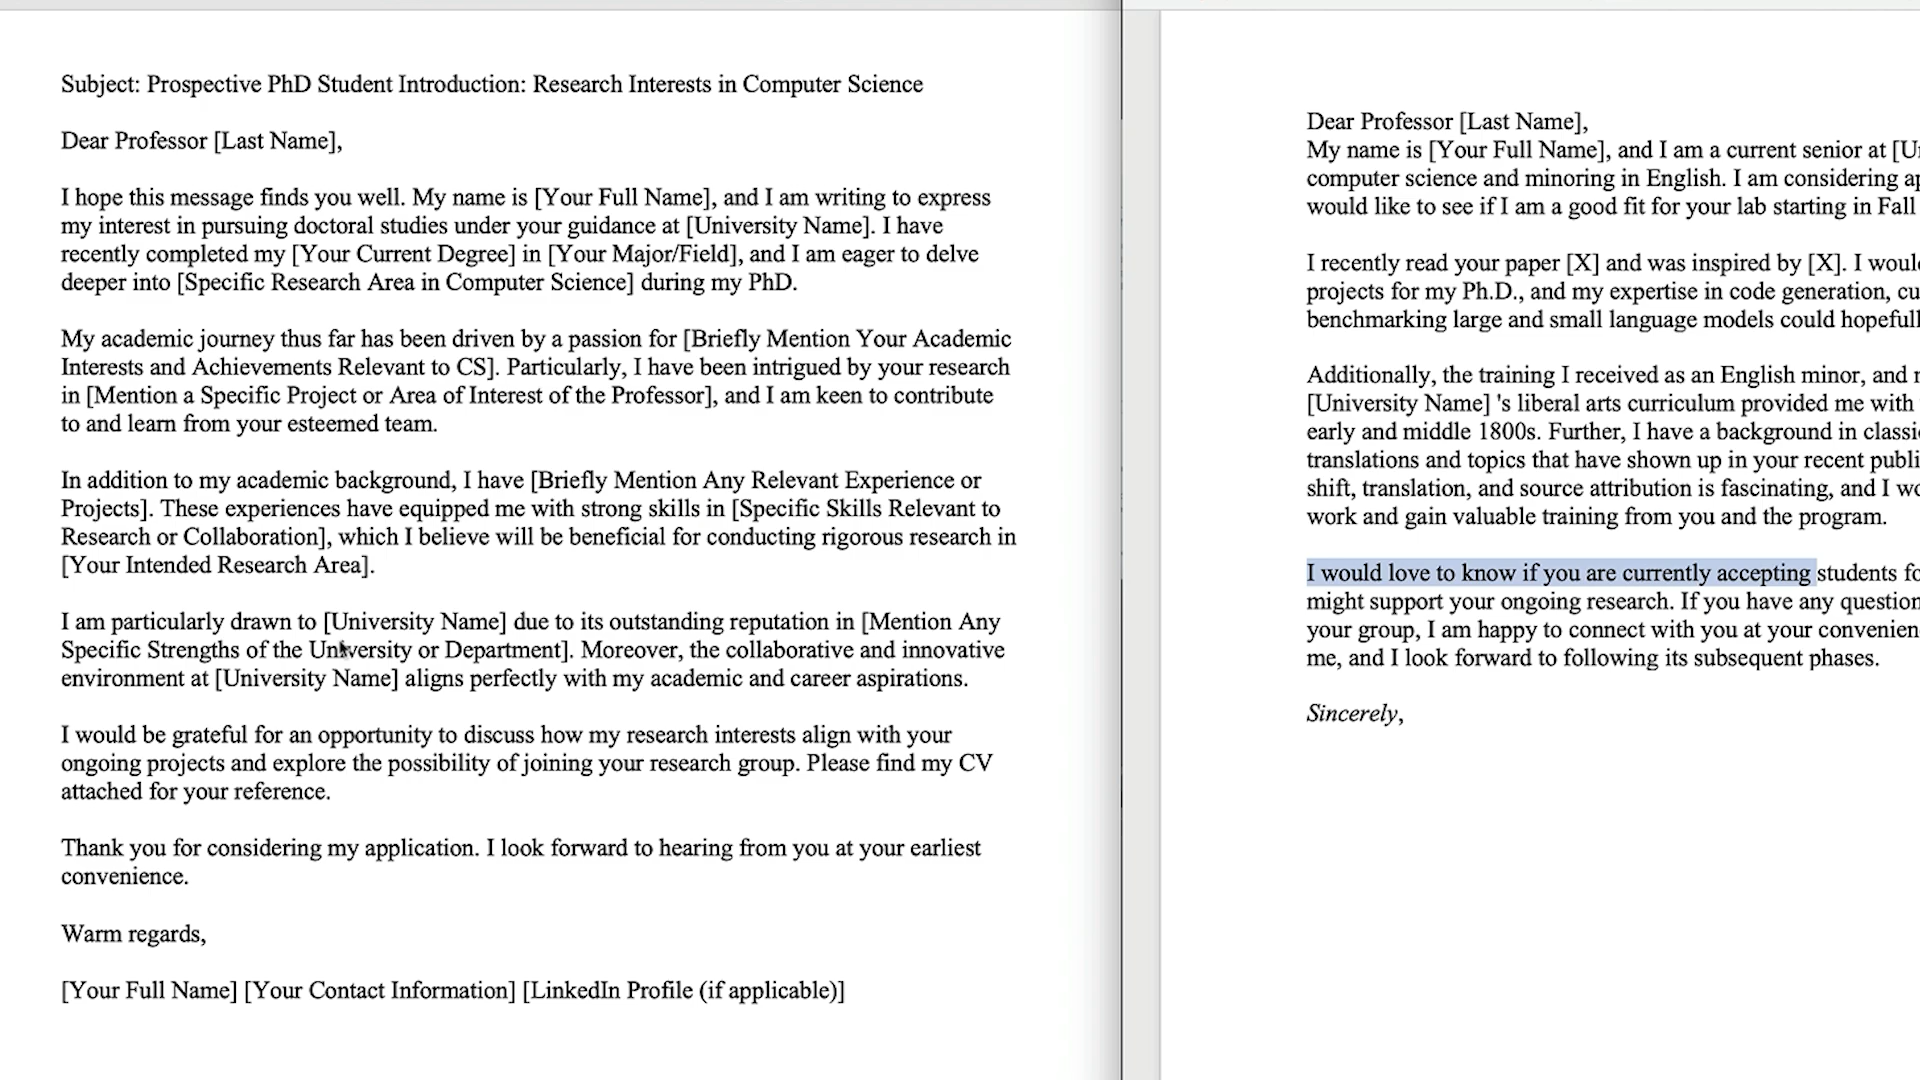 Subject: Prospective PhD Student Introduction: Research Interests in Computer Science
Dear Professor [Last Name],
I hope this message finds you well. My name is [Your Full Name], and I am writing to express
my interest in pursuing doctoral studies under your guidance at [University Name]. I have
recently completed my [Your Current Degree] in [Your Major/Field], and I am eager to delve
deeper into [Specific Research Area in Computer Science] during my PhD.
My academic journey thus far has been driven by a passion for [Briefly Mention Your Academic
Interests and Achievements Relevant to CS]. Particularly, I have been intrigued by your research
in [Mention a Specific Project or Area of Interest of the Professor], and I am keen to contribute
to and learn from your esteemed team.
In addition to my academic background, I have [Briefly Mention Any Relevant Experience or
Projects]. These experiences have equipped me with strong skills in [Specific Skills Relevant to
Research or Collaboration], which I believe will be beneficial for conducting rigorous research in
[Your Intended Research Area].
I am particularly drawn to [University Name] due to its outstanding reputation in [Mention Any
Specific Strengths of the University or Department]. Moreover, the collaborative and innovative
environment at [University Name] aligns perfectly with my academic and career aspirations.
I would be grateful for an opportunity to discuss how my research interests align with your
ongoing projects and explore the possibility of joining your research group. Please find my CV
attached for your reference.
Thank you for considering my application. I look forward to hearing from you at your earliest
convenience.
Warm regards,
[Your Full Name] [Your Contact Information] [LinkedIn Profile (if applicable)]
Dear Professor [Last Name],
My name is [Your Full Name], and I am a current senior at
computer science and minoring in English. I am considering
would like to see if I am a good fit for your lab starting in Fall
I recently read your paper [X] and was inspired by [X]. I
projects for my Ph.D., and my expertise in code generation,
benchmarking large and small language models could
Additionally, the training I received as an English minor, and
[University Name] 's liberal arts curriculum provided me with
early and middle 1800s. Further, I have a background in
translations and topics that have shown up in your recent
shift, translation, and source attribution is fascinating, and I
work and gain valuable training from you and the program.
I would love to know if you are currently accepting students
might support your ongoing research. If you have any
your group, I am happy to connect with you at your
me, and I look forward to following its subsequent phases.
Sincerely,